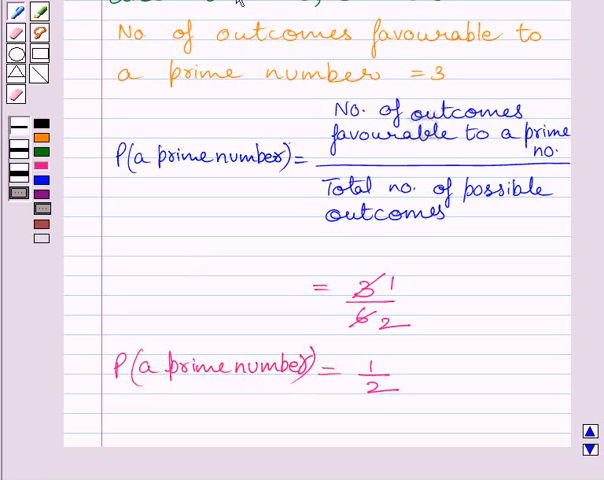 No. of outcomes favourable to
a prime number = 3
P(a prime number) = No. of outcomes
favourable to a prime
no.
Total no. of possible
outcomes
= 3 1
6 2
P(a prime number) = 1
2